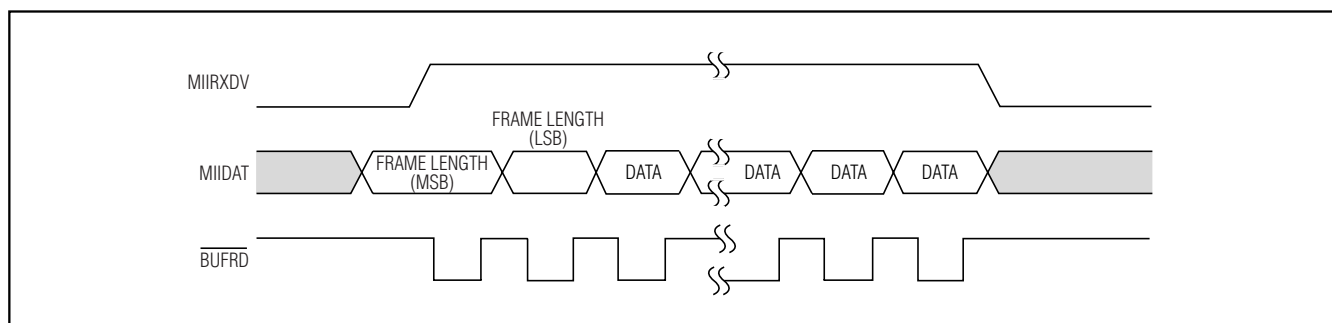 MIIRXDV
FRAME LENGTH
(LSB)
MIIDAT
FRAME LENGTH
(MSB)
DATA
DATA
DATA
DATA
BUFRD